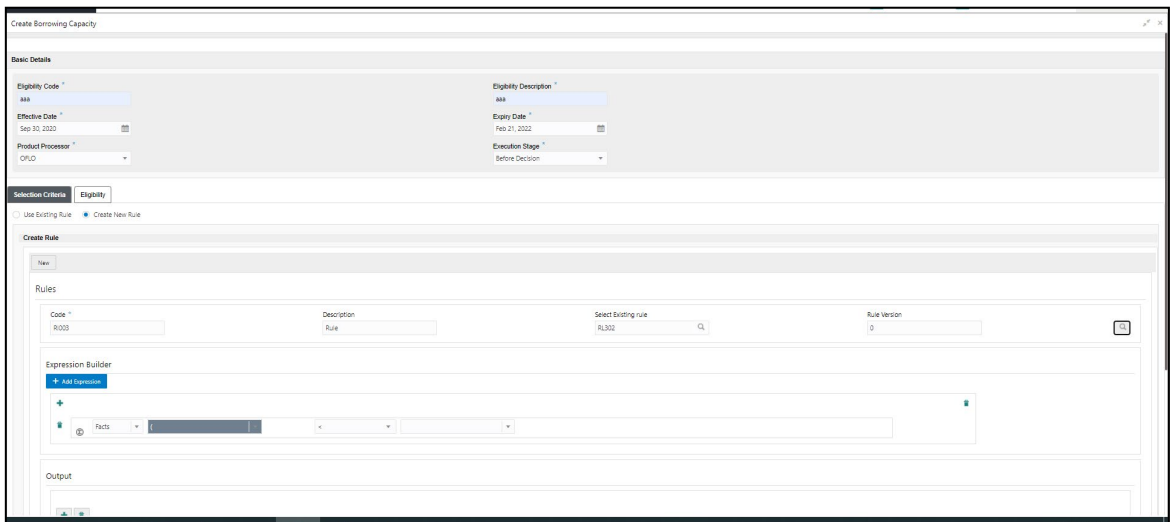 Create Borrowing Capacity
Basic Details
Eligibility Code *
aaa
Eligibility Description *
aaa
Effective Date *
Sep 30, 2020
Expiry Date *
Feb 21, 2022
Product Processor *
OFLO
Execution Stage *
Before Decision
Selection Criteria Eligibility
Use Existing Rule Create New Rule
Create Rule
New
Rules
Code * Description Select Existing rule Rule Version
RI003 Rule RL302 0
Expression Builder
+ Add Expression
Facts <
Output